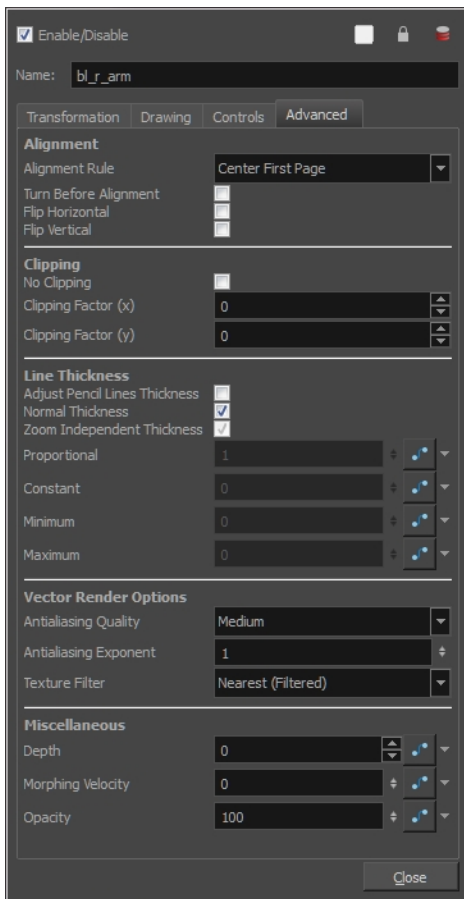 Enable/Disable
Name: bl_r_arm
Transformation Drawing Controls Advanced
Alignment
Alignment Rule Center First Page
Turn Before Alignment
Flip Horizontal
Flip Vertical
Clipping
No Clipping
Clipping Factor (x) 0
Clipping Factor (y) 0
Line Thickness
Adjust Pencil Lines Thickness
Normal Thickness
Zoom Independent Thickness
Proportional 1
Constant 0
Minimum 0
Maximum 0
Vector Render Options
Antialiasing Quality Medium
Antialiasing Exponent 1
Texture Filter Nearest (Filtered)
Miscellaneous
Depth 0
Morphing Velocity 0
Opacity 100
Close